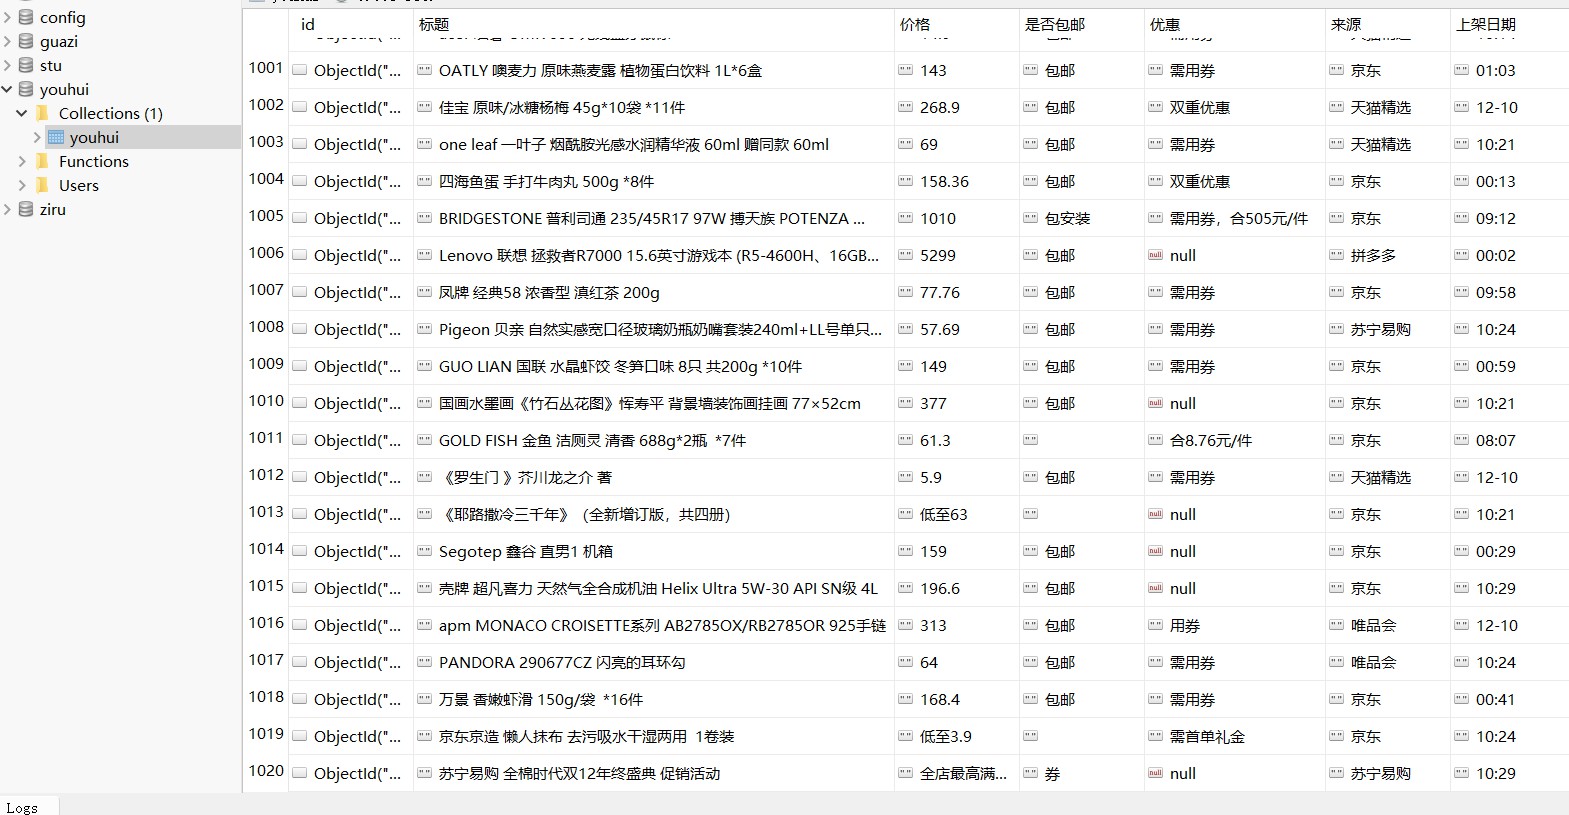 config
guazi
stu
youhui
Collections (1)
youhui
Functions
Users
ziru
id 标题 价格 是否包邮 优惠 来源 上架日期
1001 ObjectId("... OATLY 噢麦力 原味燕麦露 植物蛋白饮料 1L*6盒 143 包邮 需用券 京东 01:03
1002 ObjectId("... 佳宝 原味/冰糖杨梅 45g*10袋 *11件 268.9 包邮 双重优惠 天猫精选 12-10
1003 ObjectId("... one leaf 一叶子 烟酰胺光感水润精华液 60ml 赠同款 60ml 69 包邮 需用券 天猫精选 10:21
1004 ObjectId("... 四海鱼蛋 手打牛肉丸 500g *8件 158.36 包邮 双重优惠 京东 00:13
1005 ObjectId("... BRIDGESTONE 普利司通 235/45R17 97W 搏天族 POTENZA ... 1010 包安装 需用券，合505元/件 京东 09:12
1006 ObjectId("... Lenovo 联想 拯救者R7000 15.6英寸游戏本 (R5-4600H、16GB... 5299 包邮 null 拼多多 00:02
1007 ObjectId("... 凤牌 经典58 浓香型 滇红茶 200g 77.76 包邮 需用券 京东 09:58
1008 ObjectId("... Pigeon 贝亲 自然实感宽口径玻璃奶瓶奶嘴套装240ml+LL号单只... 57.69 包邮 需用券 苏宁易购 10:24
1009 ObjectId("... GUO LIAN 国联 水晶虾饺 冬笋口味 8只 共200g *10件 149 包邮 需用券 京东 00:59
1010 ObjectId("... 国画水墨画《竹石丛花图》恽寿平 背景墙装饰画挂画 77×52cm 377 包邮 null 京东 10:21
1011 ObjectId("... GOLD FISH 金鱼 洁厕灵 清香 688g*2瓶 *7件 61.3 合8.76元/件 京东 08:07
1012 ObjectId("... 《罗生门 》芥川龙之介 著 5.9 包邮 需用券 天猫精选 12-10
1013 ObjectId("... 《耶路撒冷三千年》（全新增订版，共四册） 低至63 null 京东 10:21
1014 ObjectId("... Segotep 鑫谷 直男1 机箱 159 包邮 null 京东 00:29
1015 ObjectId("... 壳牌 超凡喜力 天然气全合成机油 Helix Ultra 5W-30 API SN级 4L 196.6 包邮 null 京东 10:29
1016 ObjectId("... apm MONACO CROISETTE系列 AB2785OX/RB2785OR 925手链 313 包邮 用券 唯品会 12-10
1017 ObjectId("... PANDORA 290677CZ 闪亮的耳环勾 64 包邮 需用券 唯品会 10:24
1018 ObjectId("... 万景 香嫩虾滑 150g/袋 *16件 168.4 包邮 需用券 京东 00:41
1019 ObjectId("... 京东京造 懒人抹布 去污吸水干湿两用 1卷装 低至3.9 需首单礼金 京东 10:24
1020 ObjectId("... 苏宁易购 全棉时代双12年终盛典 促销活动 全店最高满... 券 null 苏宁易购 10:29
Logs